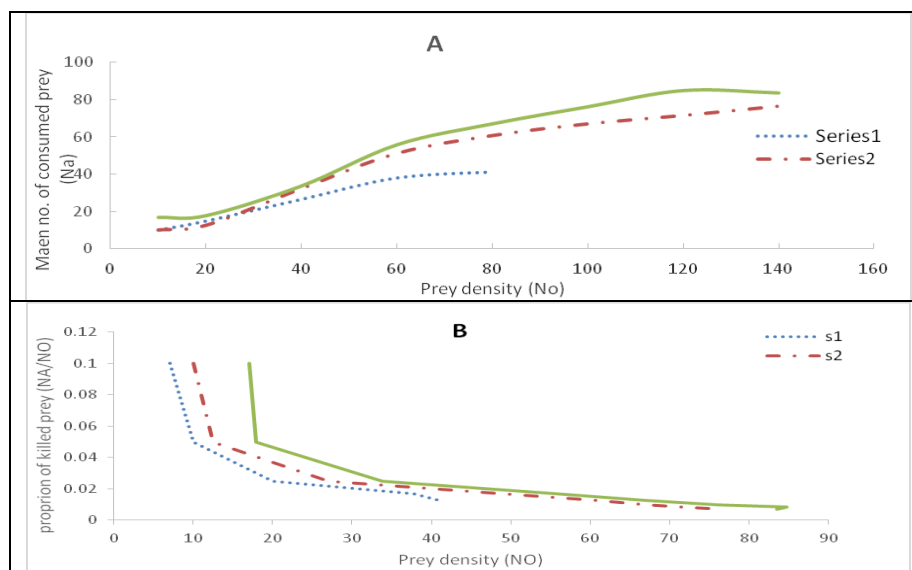 A
Maen no. of consumed prey
(Na)
100
80
60
40
20
0
0 20 40 60 80 100 120 140 160
Prey density (No)
Series1
Series2
B
proprion of killed prey (NA/NO)
0.12
0.1
0.08
0.06
0.04
0.02
0
0 10 20 30 40 50 60 70 80 90
Prey density (NO)
s1
s2